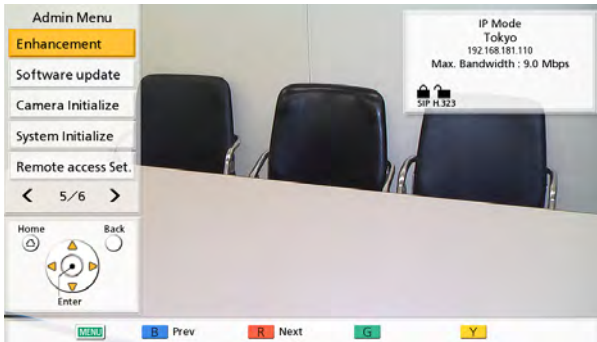 Admin Menu
Enhancement
Software update
Camera Initialize
System Initialize
Remote access Set.
< 5/6 >
Home Back
Enter
IP Mode
Tokyo
192.168.181.110
Max. Bandwidth : 9.0 Mbps
SIP H.323
MENU B Prev R Next G Y